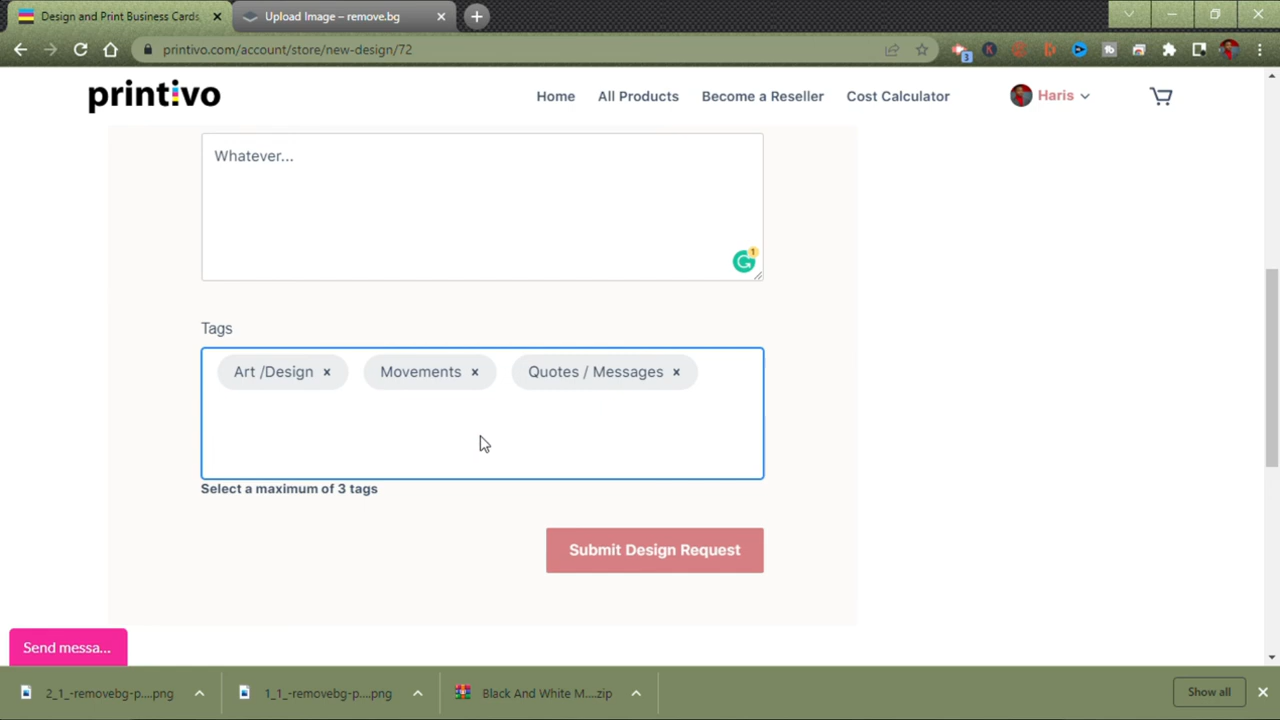 Design and Print Business Cards,
Upload Image – remove.bg
printivo.com/account/store/new-design/72
3
printivo
Home
All Products
Become a Reseller
Cost Calculator
Haris
Whatever...
1
Tags
Art /Design ×
Movements ×
Quotes / Messages ×
Select a maximum of 3 tags
Submit Design Request
Send messa...
2_1_-removebg-p....png
1_1_-removebg-p....png
Black And White M....zip
Show all